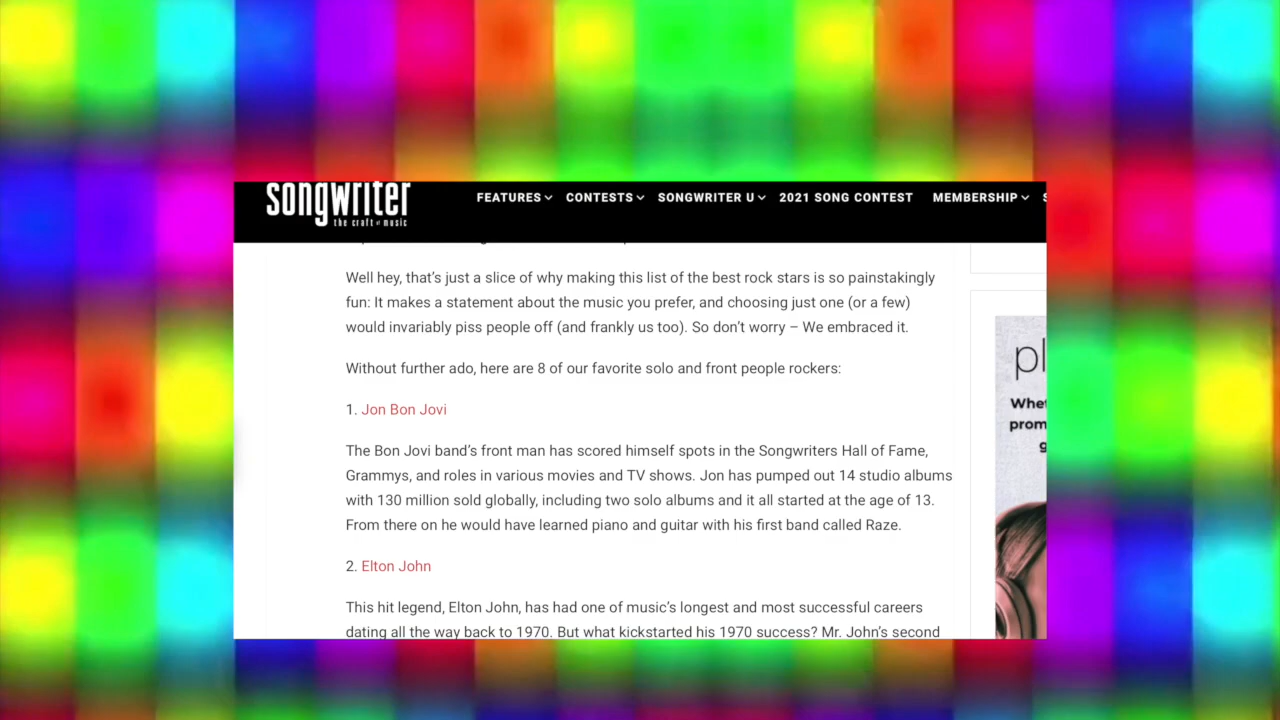 songwriter
the craft of music
FEATURES CONTESTS SONGWRITER U 2021 SONG CONTEST MEMBERSHIP S
Well hey, that’s just a slice of why making this list of the best rock stars is so painstakingly
fun: It makes a statement about the music you prefer, and choosing just one (or a few)
would invariably piss people off (and frankly us too). So don’t worry – We embraced it.
Without further ado, here are 8 of our favorite solo and front people rockers:
1. Jon Bon Jovi
The Bon Jovi band’s front man has scored himself spots in the Songwriters Hall of Fame,
Grammys, and roles in various movies and TV shows. Jon has pumped out 14 studio albums
with 130 million sold globally, including two solo albums and it all started at the age of 13.
From there on he would have learned piano and guitar with his first band called Raze.
2. Elton John
This hit legend, Elton John, has had one of music’s longest and most successful careers
dating all the way back to 1970. But what kickstarted his 1970 success? Mr. John’s second
pl
Whet
prom
g